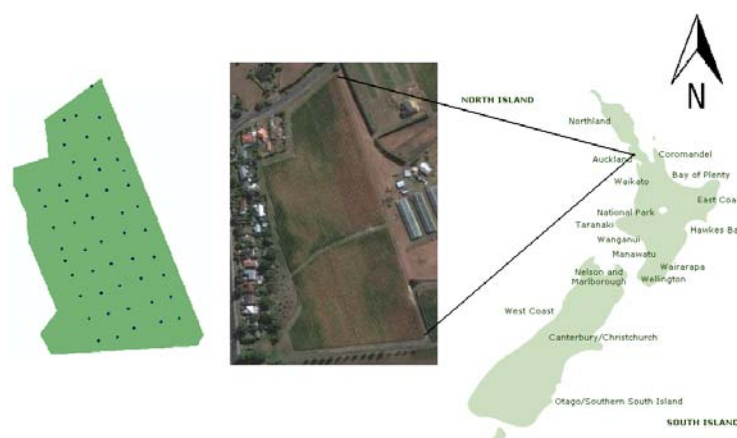 N
NORTH ISLAND
Northland
Auckland
Coromandel
Waikato
Bay of Plenty
East Coa
National Park
Taranaki
Hawkes Ba
Wanganui
Manawatu
Wairarapa
Nelson and
Marlborough
Wellington
West Coast
Canterbury/Christchurch
Otago/Southern South Island
SOUTH ISLAN